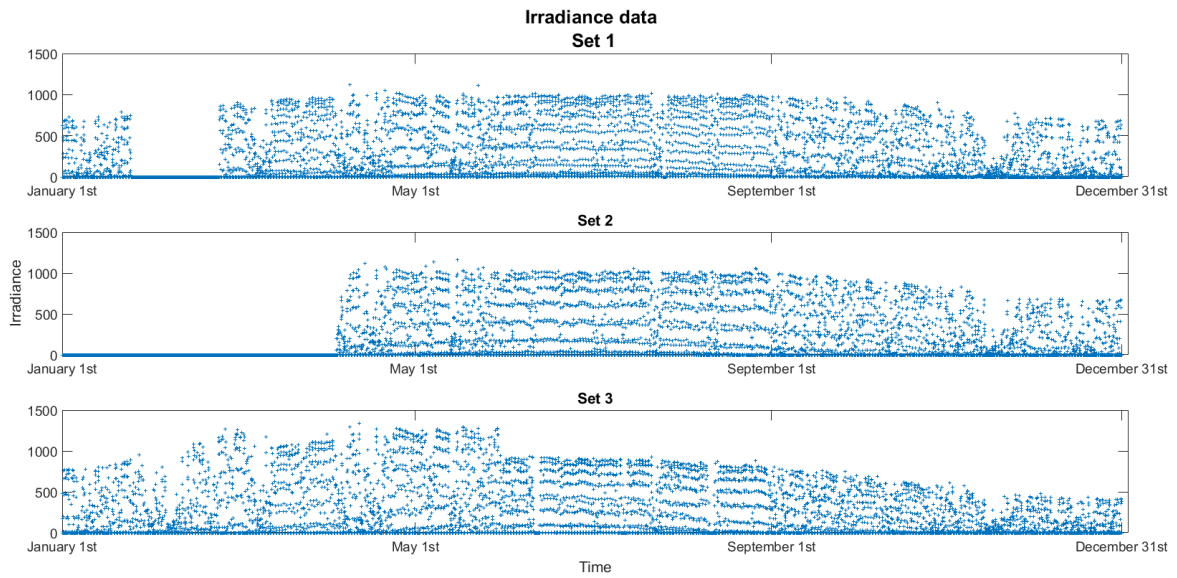 Irradiance data
Set 1
1500
1000
500
0
January 1st May 1st September 1st December 31st
Set 2
1500
1000
500
0
January 1st May 1st September 1st December 31st
Irradiance
Set 3
1500
1000
500
0
January 1st May 1st September 1st December 31st
Time